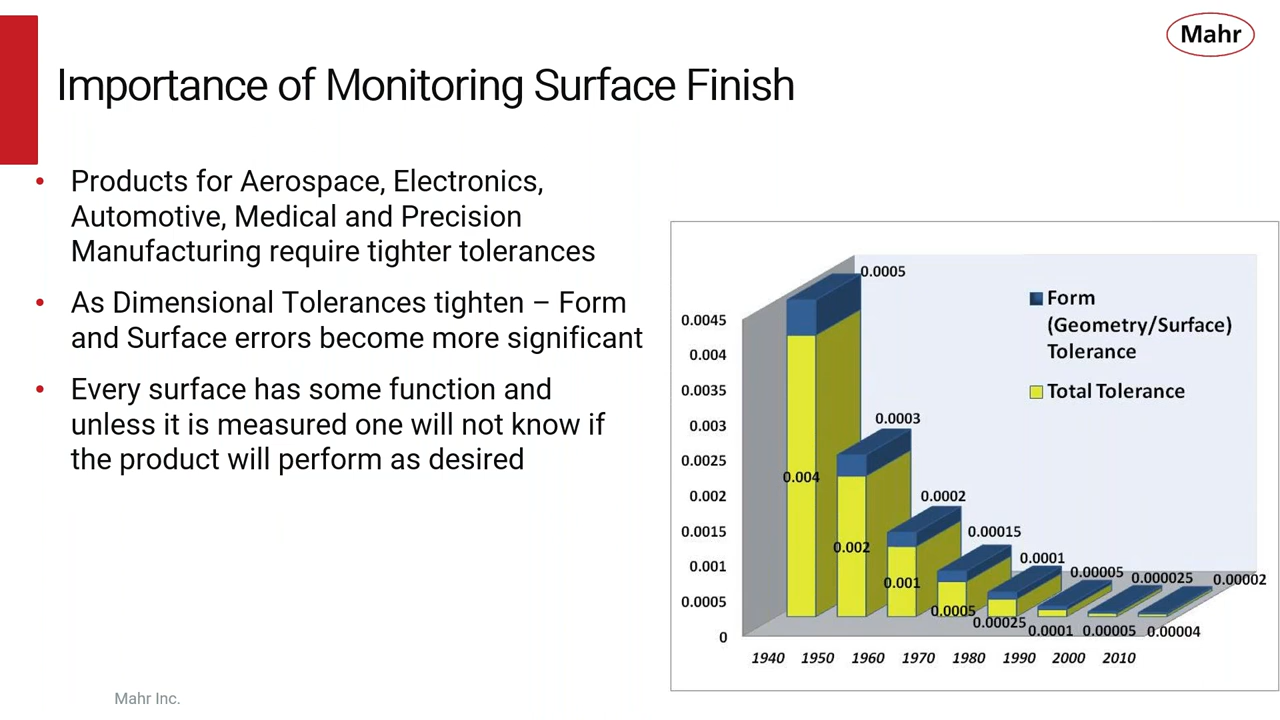 Mahr
Importance of Monitoring Surface Finish
• Products for Aerospace, Electronics,
Automotive, Medical and Precision
Manufacturing require tighter tolerances
• As Dimensional Tolerances tighten – Form
and Surface errors become more significant
• Every surface has some function and
unless it is measured one will not know if
the product will perform as desired
0.0045
0.004
0.0035
0.003
0.0025
0.002
0.0015
0.001
0.0005
0
0.0005
0.0003
0.0002
0.00015
0.0001
0.00005
0.000025
0.00002
0.004
0.002
0.001
0.0005
0.00025
0.0001
0.00005
0.00004
1940 1950 1960 1970 1980 1990 2000 2010
Form
(Geometry/Surface)
Tolerance
Total Tolerance
Mahr Inc.